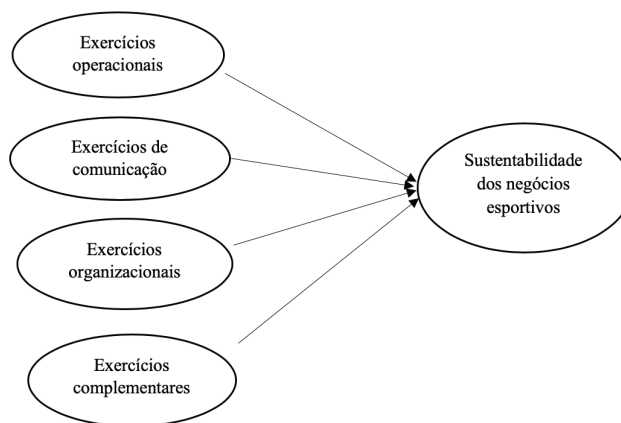 Exercícios
operacionais
Exercícios de
comunicação
Exercícios
organizacionais
Exercícios
complementares
Sustentabilidade
dos negócios
esportivos